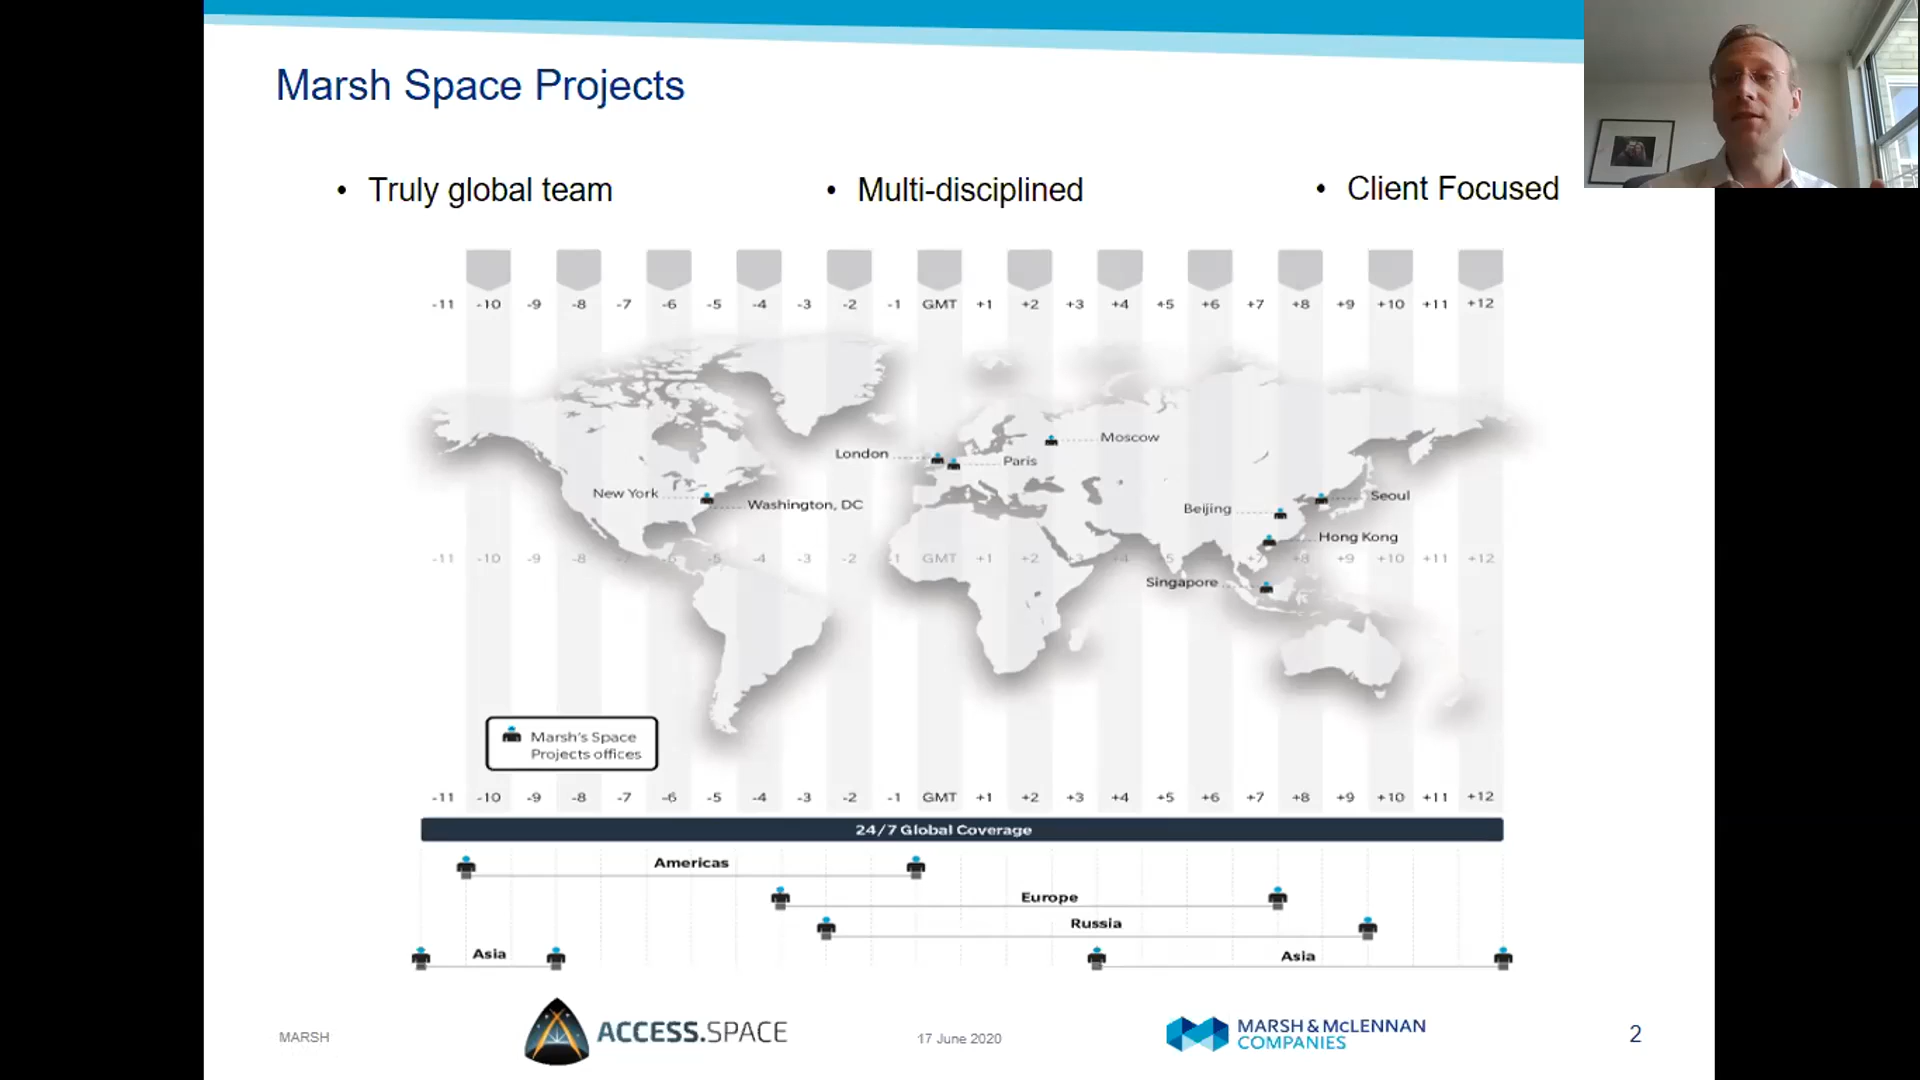 Marsh Space Projects
• Truly global team
• Multi-disciplined
• Client Focused
-11 -10 -9 -8 -7 -6 -5 -4 -3 -2 -1 GMT +1 +2 +3 +4 +5 +6 +7 +8 +9 +10 +11 +12
London
Moscow
Paris
New York
Washington, DC
Beijing
Seoul
Hong Kong
-11 -10 -9 -8 -7 -6 -5 -4 -3 -2 -1 GMT +1 +2 +3 +4 5 +7 +8 +9 +10 +11 +12
Singapore
Marsh's Space
Projects offices
-11 -10 -9 -8 -7 -6 -5 -4 -3 -2 -1 GMT +1 +2 +3 +4 +5 +6 +7 +8 +9 +10 +11 +12
24/7 Global Coverage
Americas
Europe
Russia
Asia
Asia
MARSH
ACCESS.SPACE
17 June 2020
MARSH & McLENNAN
COMPANIES
2